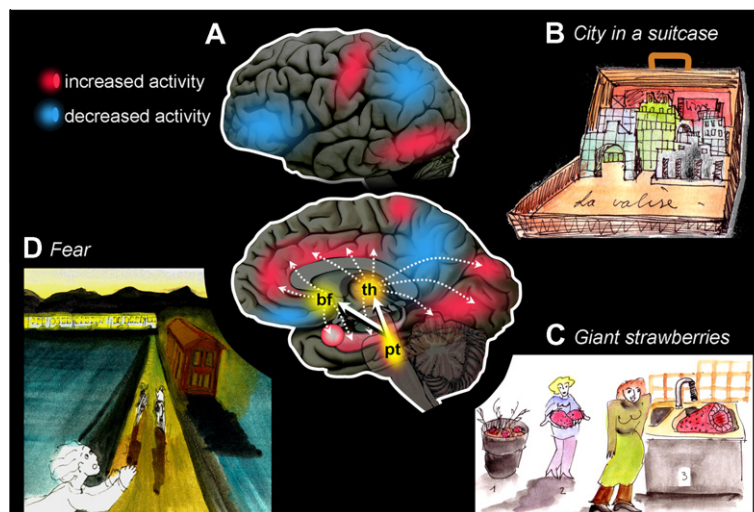 A
increased activity
decreased activity
B City in a suitcase
La valise
D Fear
bf
th
pt
C Giant strawberries
1
2
3